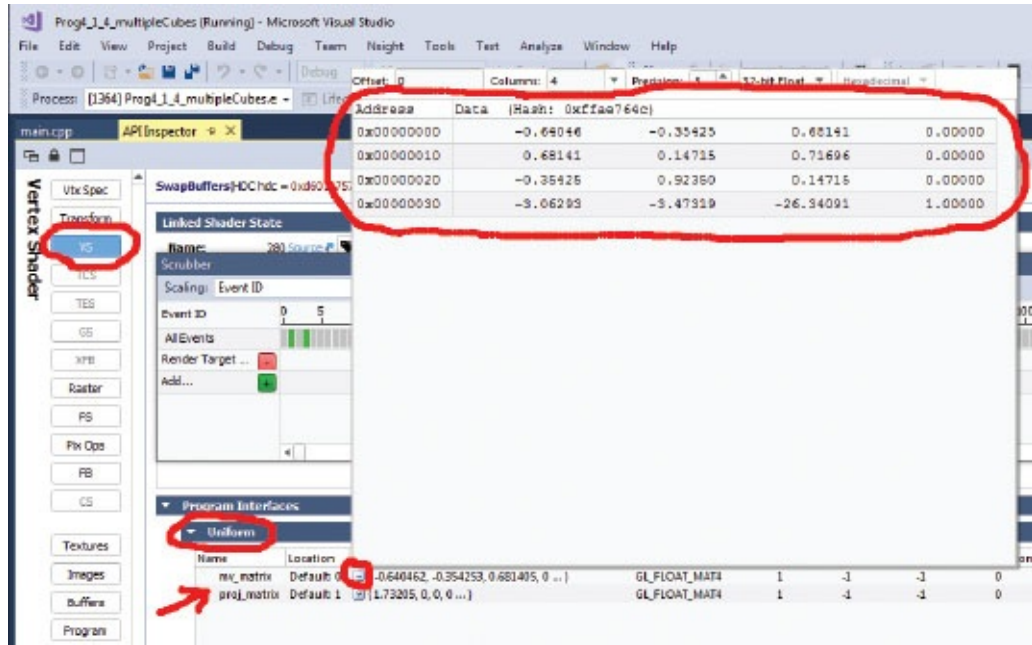 Prog4_1_4_multipleCubes (Running) - Microsoft Visual Studio
File Edit View Project Build Debug Team Nsight Tools Test Analyze Window Help
Debug
Offset: 0 Columns: 4 Precision: 5 32-bit Float Hexadecimal
Process: [1364] Prog4_1_4_multipleCubes.e
Address Data (Hash: 0xffae764c)
main.cpp API Inspector
0x00000000 -0.64046 -0.35425 0.68141 0.00000
0x00000010 0.68141 0.14715 0.71696 0.00000
0x00000020 -0.35425 0.92350 0.14715 0.00000
0x00000030 -3.06293 -3.47319 -26.34091 1.00000
Vertex Shader
Vtx Spec
Transform
VS
TCS
TES
GS
XFB
Raster
PS
Pix Ops
FB
CS
Textures
Images
Buffers
Program
SwapBuffers(HDC hdc =
Linked Shader State
Name: 280 Source
Scrubber
Scaling: Event ID
Event ID 0 5
All Events
Render Target ...
Add...
Program Interfaces
Uniform
Name Location
mv_matrix Default: 0 {-0.640462, -0.354253, 0.681405, 0 ...} GL_FLOAT_MAT4 1 -1 -1 0
proj_matrix Default: 1 {1.73205, 0, 0, 0 ...} GL_FLOAT_MAT4 1 -1 -1 0